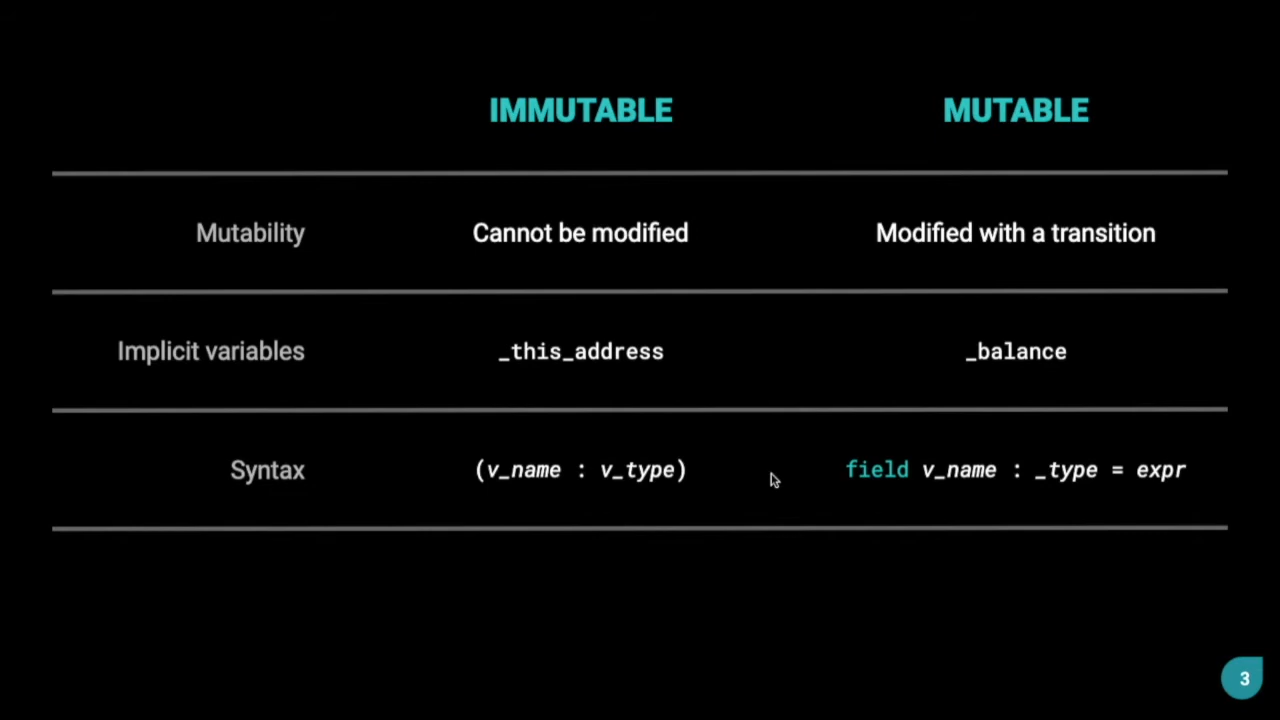 IMMUTABLE MUTABLE
Mutability Cannot be modified Modified with a transition
Implicit variables _this_address _balance
Syntax (v_name : v_type) field v_name : _type = expr
3